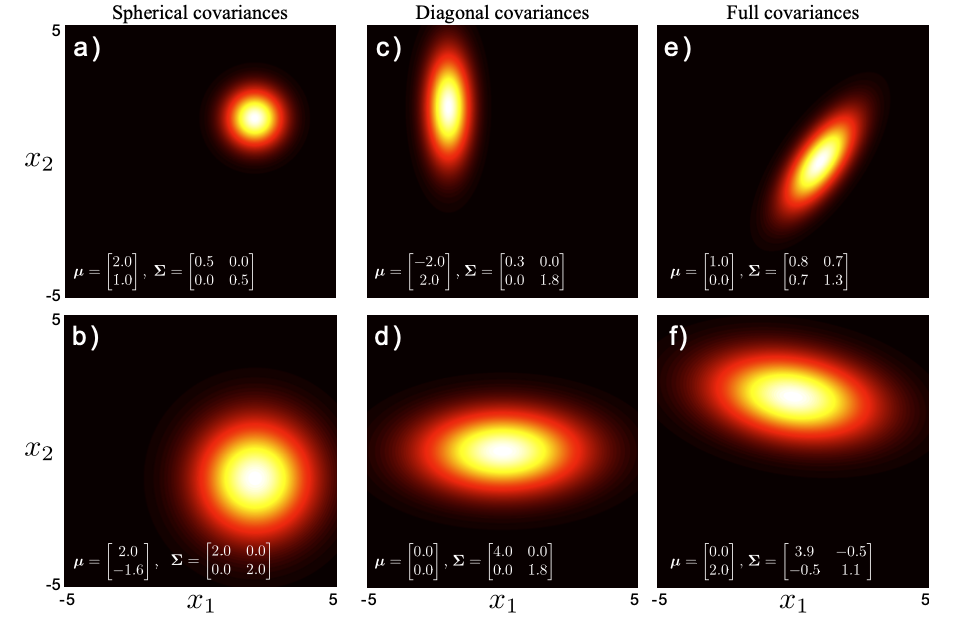 Spherical covariances Diagonal covariances Full covariances
5
a) c) e)
x₂
μ = [2.0 1.0], Σ = [0.5 0.0 0.0 0.5]
μ = [−2.0 2.0], Σ = [0.3 0.0 0.0 1.8]
μ = [1.0 0.0], Σ = [0.8 0.7 0.7 1.3]
-5
5
b) d) f)
x₂
μ = [2.0 −1.6], Σ = [2.0 0.0 0.0 2.0]
μ = [0.0 0.0], Σ = [4.0 0.0 0.0 1.8]
μ = [0.0 2.0], Σ = [3.9 −0.5 −0.5 1.1]
-5
-5 x₁ 5 -5 x₁ 5 -5 x₁ 5